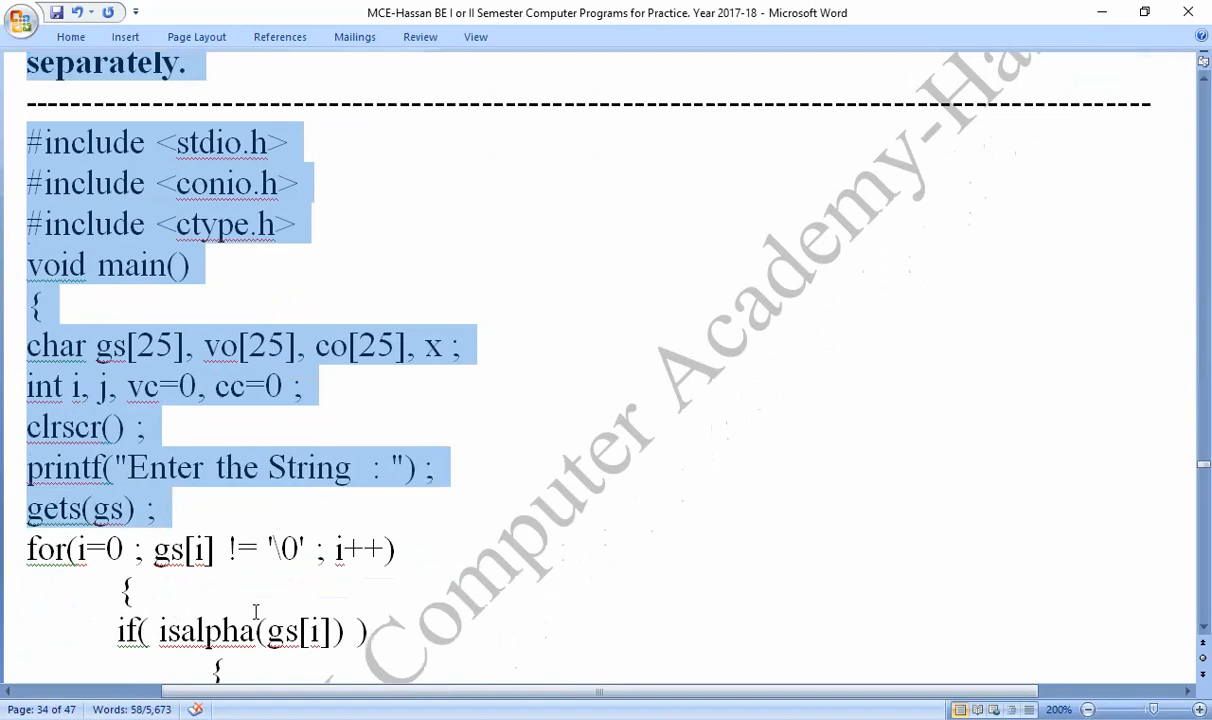 MCE-Hassan BE I or II Semester Computer Programs for Practice. Year 2017-18 - Microsoft Word
Home Insert Page Layout References Mailings Review View
separately.
--------------------------------------------------------------------------------
#include <stdio.h>
#include <conio.h>
#include <ctype.h>
void main()
{
char gs[25], vo[25], co[25], x ;
int i, j, vc=0, cc=0 ;
clrscr() ;
printf("Enter the String  : ") ;
gets(gs) ;
for(i=0 ; gs[i] != '\0' ; i++)
{
if( isalpha(gs[i]) )
{
Computer Academy-Ha
Page: 34 of 47 Words: 58/5,673 200%